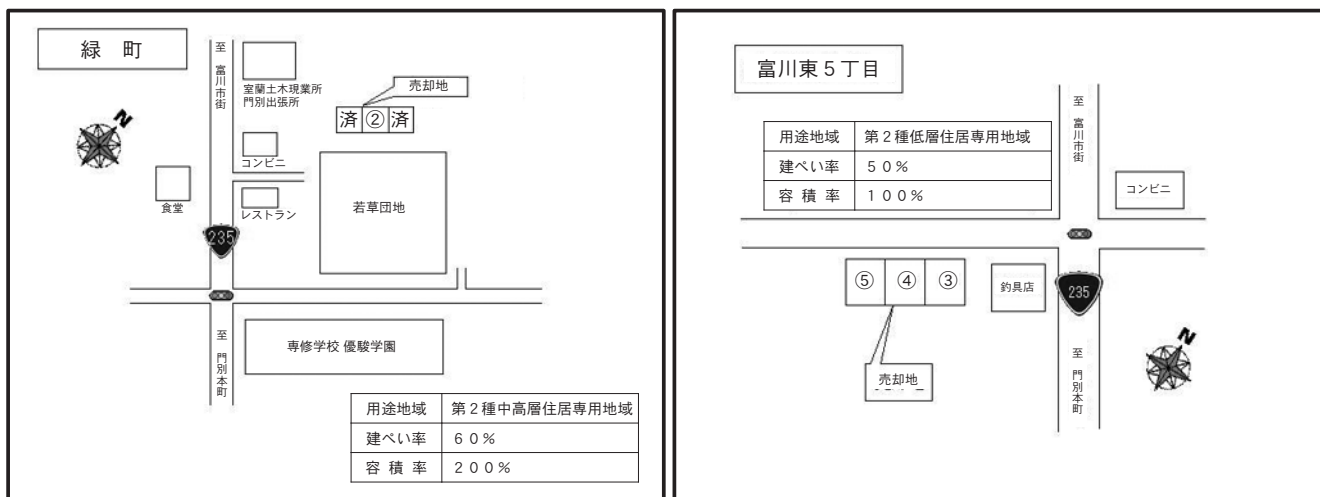 緑 町
至 富川市街
室蘭土木現業所
門別出張所
売却地
済 ② 済
N
コンビニ
食堂
レストラン
若草団地
235
専修学校 優駿学園
至 門別本町
用途地域 第2種中高層住居専用地域
建ぺい率 60%
容積率 200%
富川東5丁目
至 富川市街
用途地域 第2種低層住居専用地域
建ぺい率 50%
容積率 100%
コンビニ
⑤ ④ ③
釣具店
235
売却地
N
至 門別本町